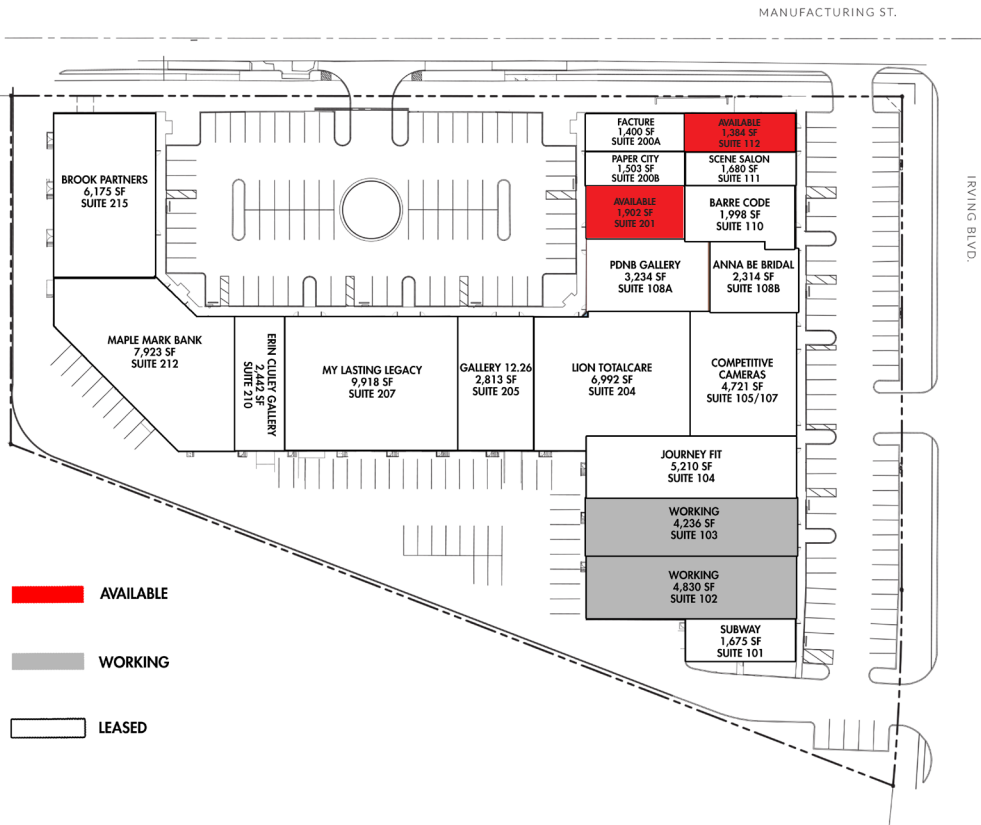 MANUFACTURING ST.
IRVING BLVD.
BROOK PARTNERS
6,175 SF
SUITE 215
FACTURE
1,400 SF
SUITE 200A
AVAILABLE
1,384 SF
SUITE 112
PAPER CITY
1,503 SF
SUITE 200B
SCENE SALON
1,680 SF
SUITE 111
AVAILABLE
1,902 SF
SUITE 201
BARRE CODE
1,998 SF
SUITE 110
PDNB GALLERY
3,234 SF
SUITE 108A
ANNA BE BRIDAL
2,314 SF
SUITE 108B
MAPLE MARK BANK
7,923 SF
SUITE 212
ERIN CLULEY GALLERY
2,442 SF
SUITE 210
MY LASTING LEGACY
9,918 SF
SUITE 207
GALLERY 12.26
2,813 SF
SUITE 205
LION TOTALCARE
6,992 SF
SUITE 204
COMPETITIVE
CAMERAS
4,721 SF
SUITE 105/107
JOURNEY FIT
5,210 SF
SUITE 104
WORKING
4,236 SF
SUITE 103
WORKING
4,830 SF
SUITE 102
SUBWAY
1,675 SF
SUITE 101
AVAILABLE
WORKING
LEASED